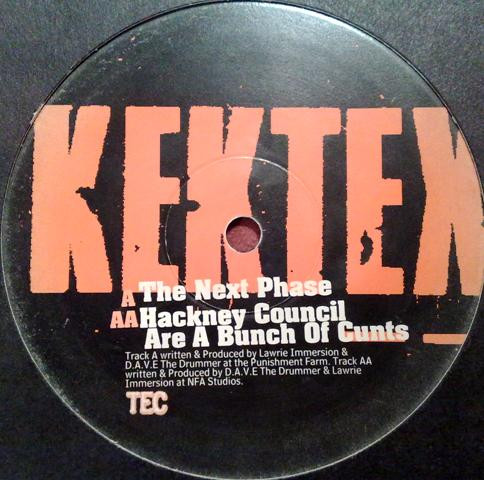 KEKTEX
A The Next Phase
AA Hackney Council
Are A Bunch Of Cunts
Track A written & Produced by Lawrie Immersion &
D.A.V.E The Drummer at the Punishment Farm. Track AA
written & Produced by D.A.V.E The Drummer & Lawrie
Immersion at NFA Studios.
TEC